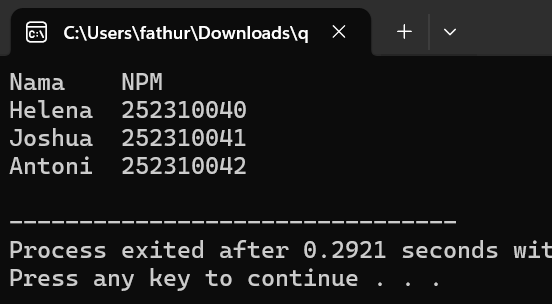 C:\Users\fathur\Downloads\q
Nama    NPM
Helena  252310040
Joshua  252310041
Antoni  252310042
--------------------------------
Process exited after 0.2921 seconds wit
Press any key to continue . . .